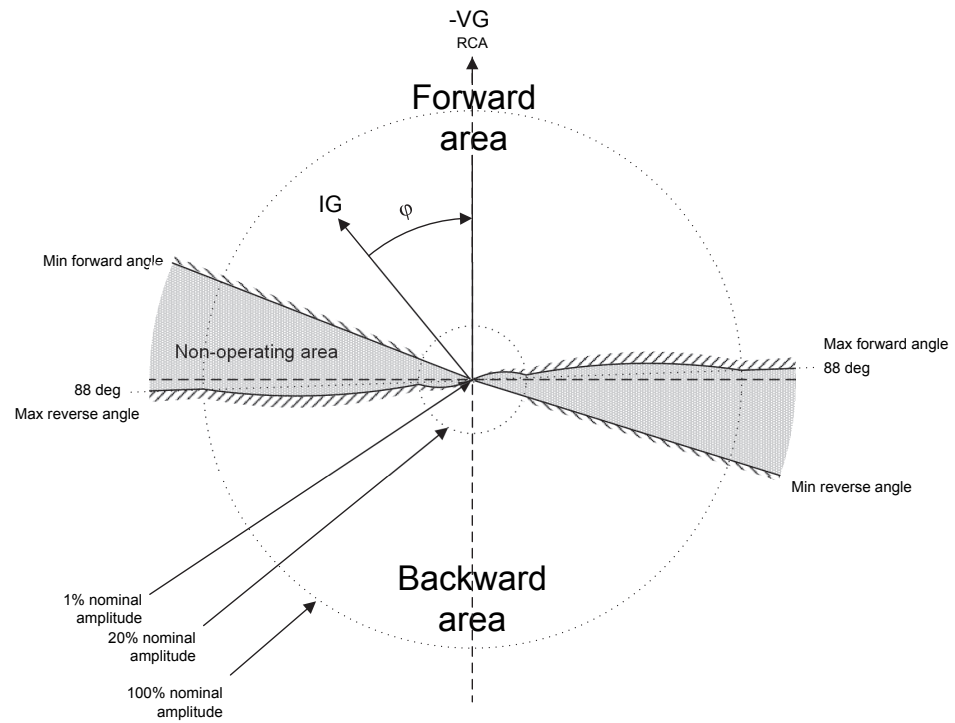 -VG
RCA
Forward
area
IG
φ
Min forward angle
Non-operating area
Max forward angle
88 deg
88 deg
Max reverse angle
Min reverse angle
Backward
area
1% nominal
amplitude
20% nominal
amplitude
100% nominal
amplitude